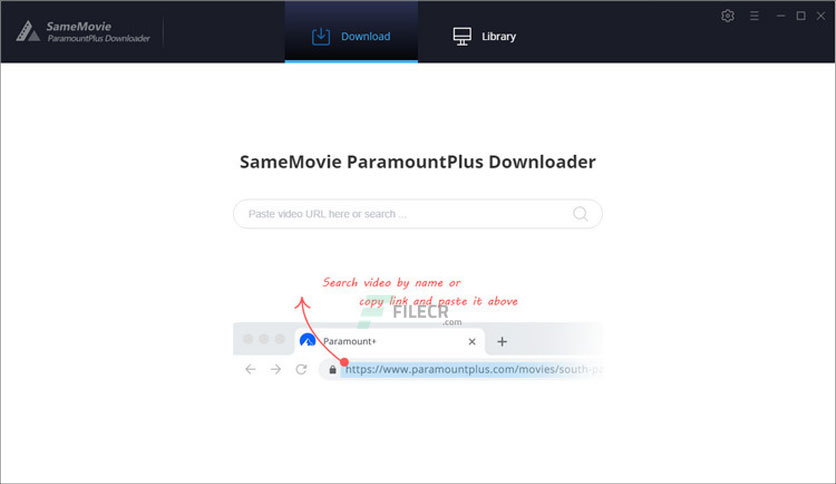 SameMovie
ParamountPlus Downloader
Download
Library
SameMovie ParamountPlus Downloader
Paste video URL here or search ...
Search video by name or
copy link and paste it above
FILECR
.com
Paramount+
https://www.paramountplus.com/movies/south-pa